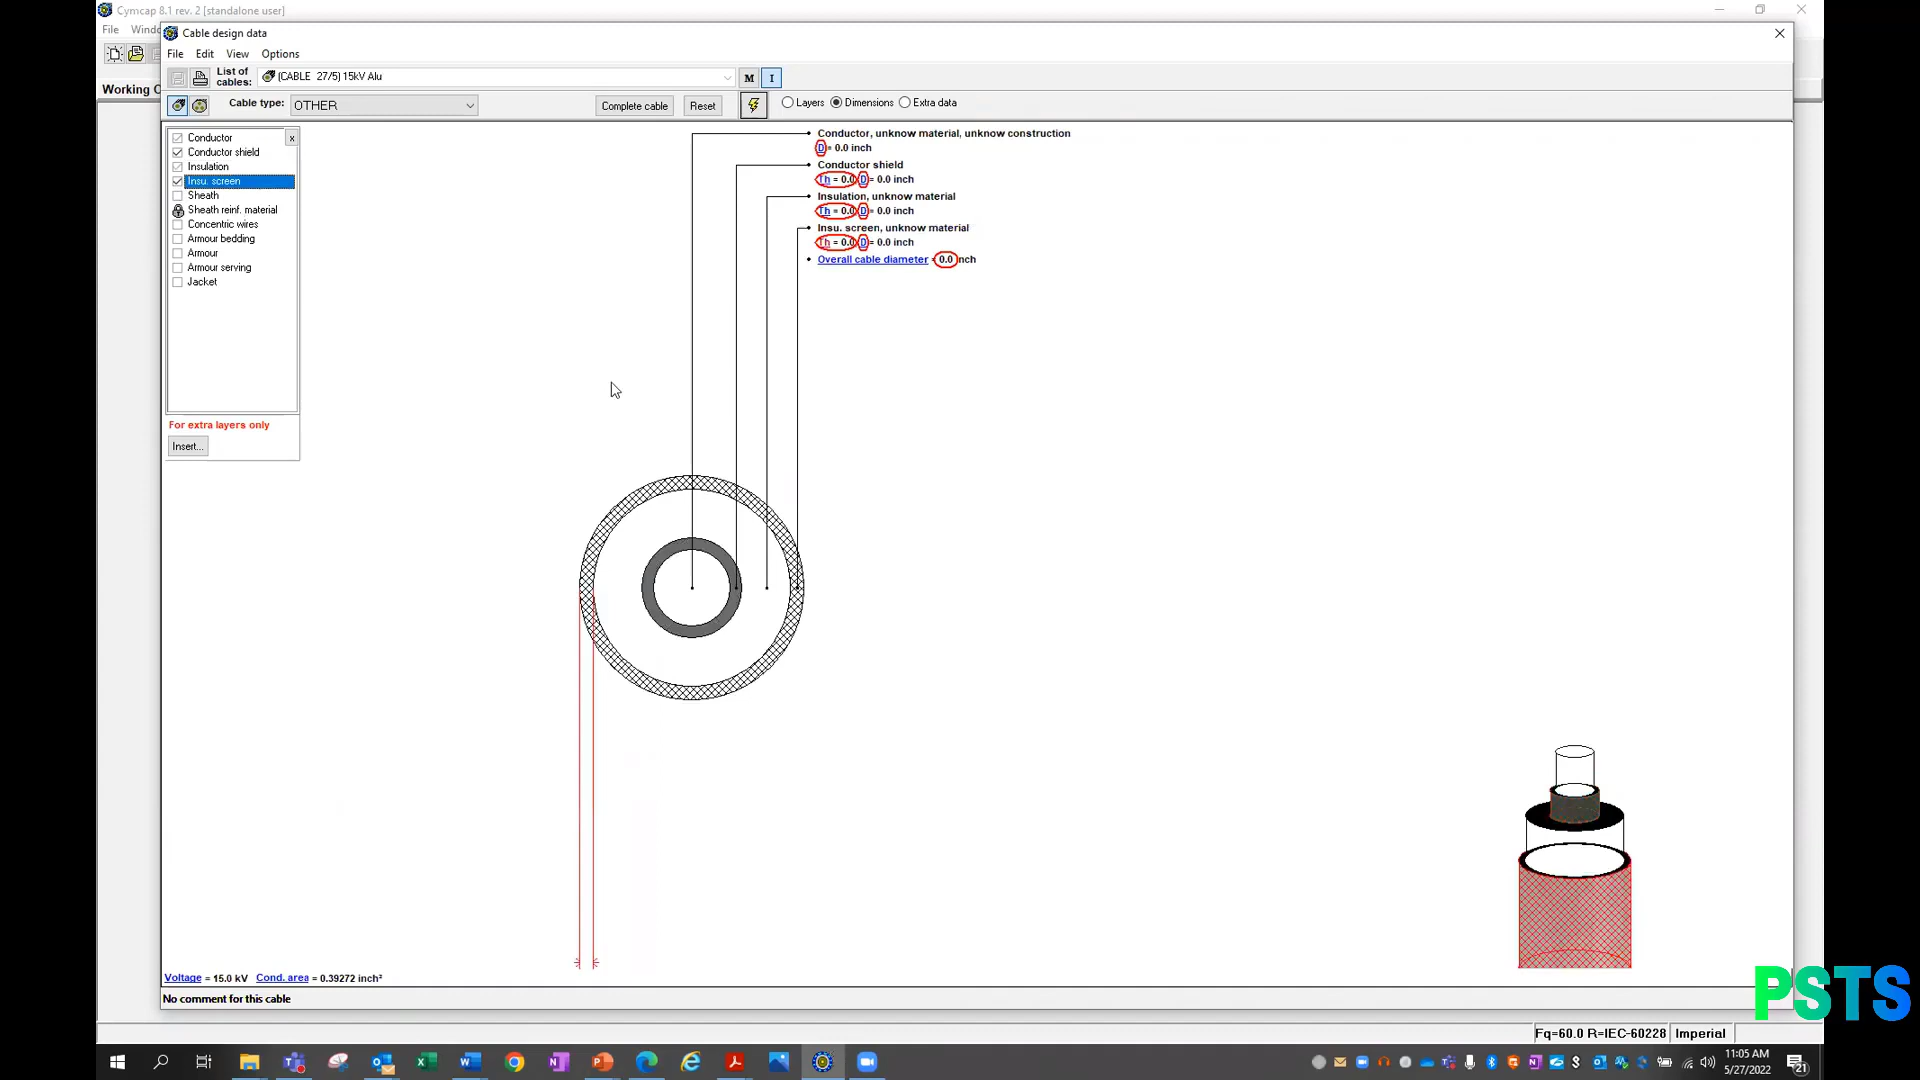 Cymcap 8.1 rev. 2 [standalone user]
File Windo
Cable design data
File Edit View Options
List of cables: (CABLE 27/5) 15kV Alu M I
Working C
Cable type: OTHER Complete cable Reset Layers Dimensions Extra data
Conductor x
Conductor shield
Insulation
Insu. screen
Sheath
Sheath reinf. material
Concentric wires
Armour bedding
Armour
Armour serving
Jacket
For extra layers only
Insert...
Conductor, unknow material, unknow construction
D = 0.0 inch
Conductor shield
Th = 0.0 D = 0.0 inch
Insulation, unknow material
Th = 0.0 D = 0.0 inch
Insu. screen, unknow material
Th = 0.0 D = 0.0 inch
Overall cable diameter 0.0 nch
Voltage = 15.0 kV Cond. area = 0.39272 inch²
No comment for this cable
PSTS
Fq=60.0 R=IEC-60228 Imperial
11:05 AM
5/27/2022
21